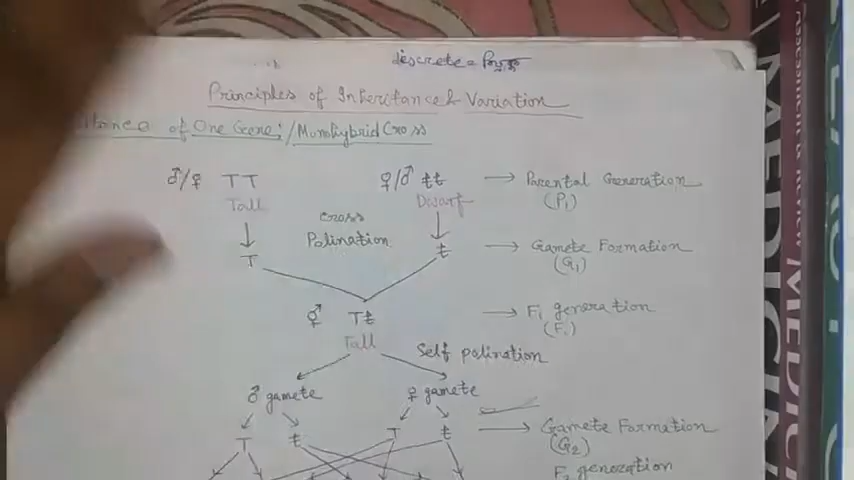 discrete =
Principles of Inheritance & Variation
of One Gene:/Monohybrid Cross
♂/♀ TT ♀/♂ tt → Parental Generation
Tall Dwarf (P1)
Cross
Polination
T t → Gamete Formation
(G1)
⚥ Tt → F1 generation
Tall (F1)
Self polination
♂ gamete ♀ gamete
T t T t → Gamete Formation
(G2)
F2 generation
MEDICIN